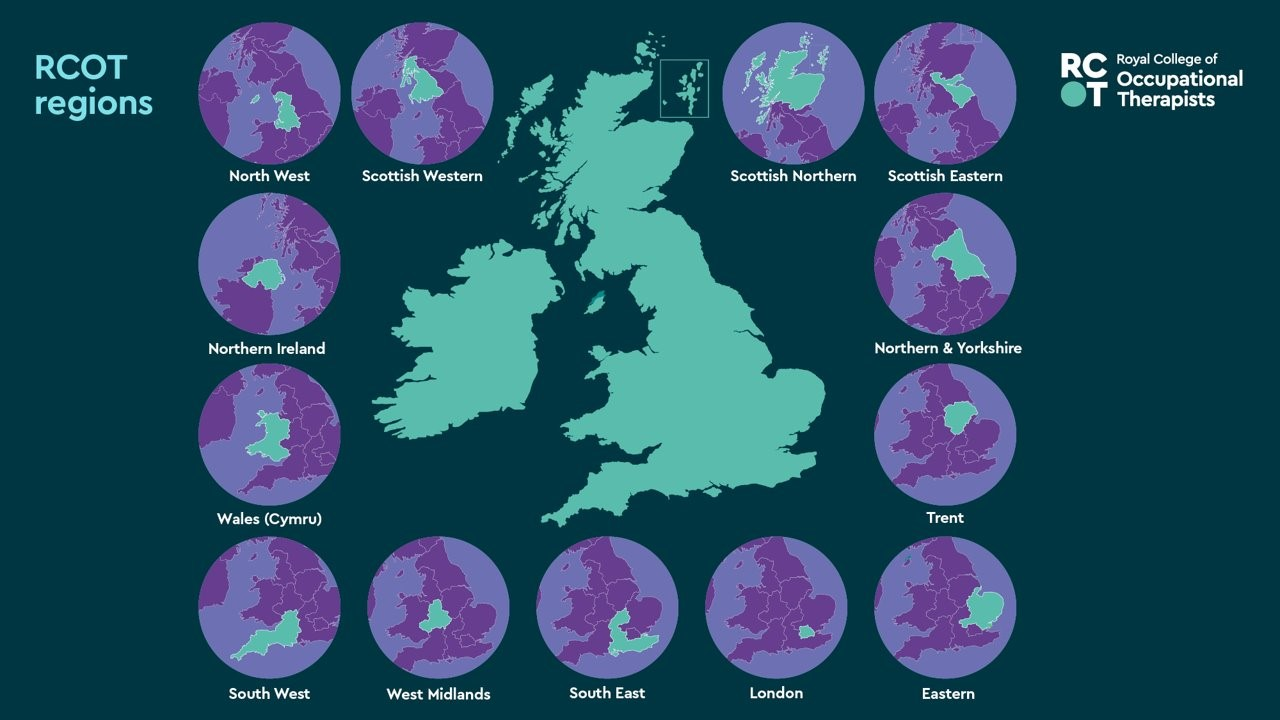 RCOT
regions
RC
OT
Royal College of
Occupational
Therapists
North West
Scottish Western
Scottish Northern
Scottish Eastern
Northern Ireland
Northern & Yorkshire
Wales (Cymru)
Trent
South West
West Midlands
South East
London
Eastern